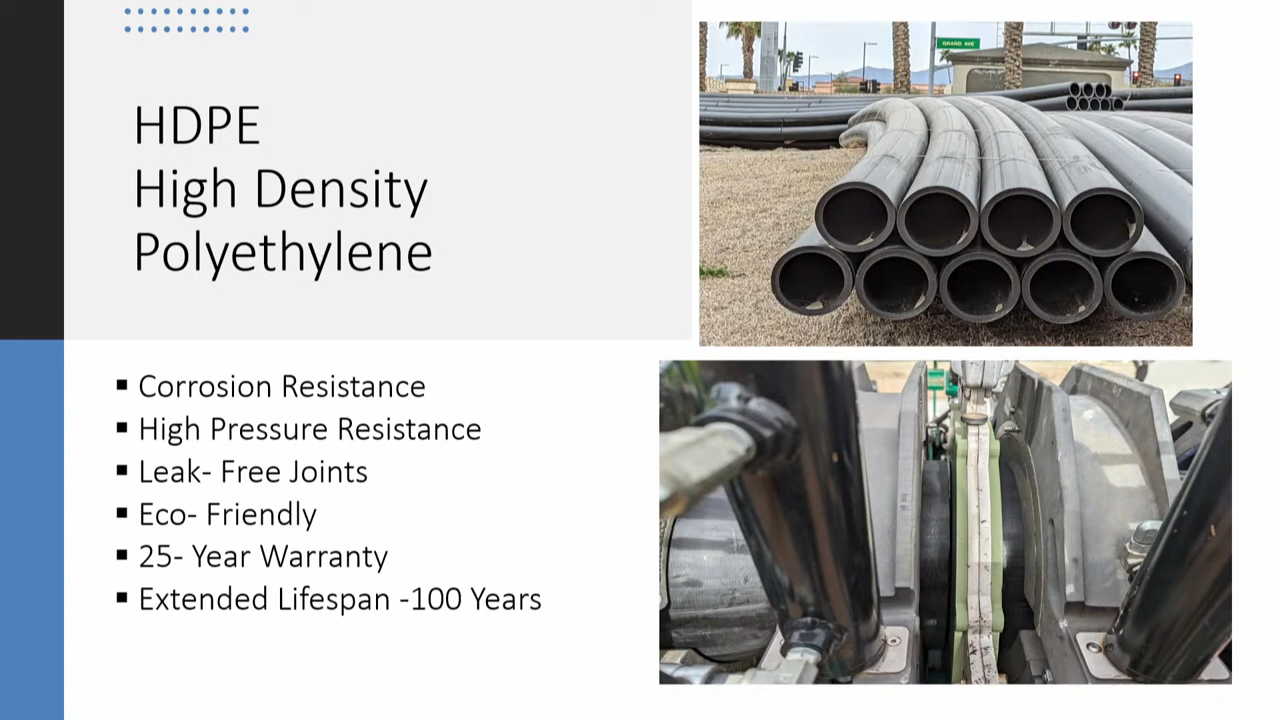 HDPE
High Density
Polyethylene
GRAND AVE
▪ Corrosion Resistance
▪ High Pressure Resistance
▪ Leak- Free Joints
▪ Eco- Friendly
▪ 25- Year Warranty
▪ Extended Lifespan -100 Years